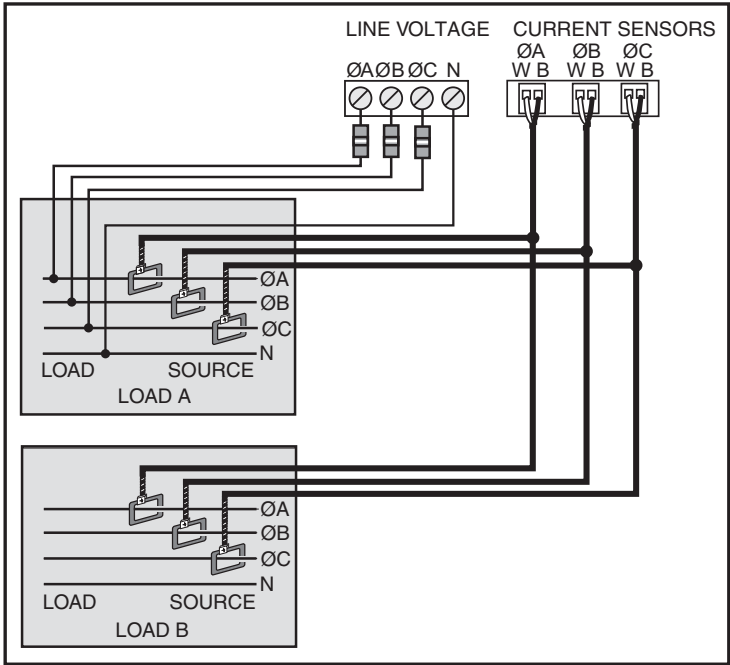 LINE VOLTAGE CURRENT SENSORS
ØA ØB ØC
ØA ØB ØC N W B W B W B
ØA
ØB
ØC
N
LOAD SOURCE
LOAD A
ØA
ØB
ØC
N
LOAD SOURCE
LOAD B